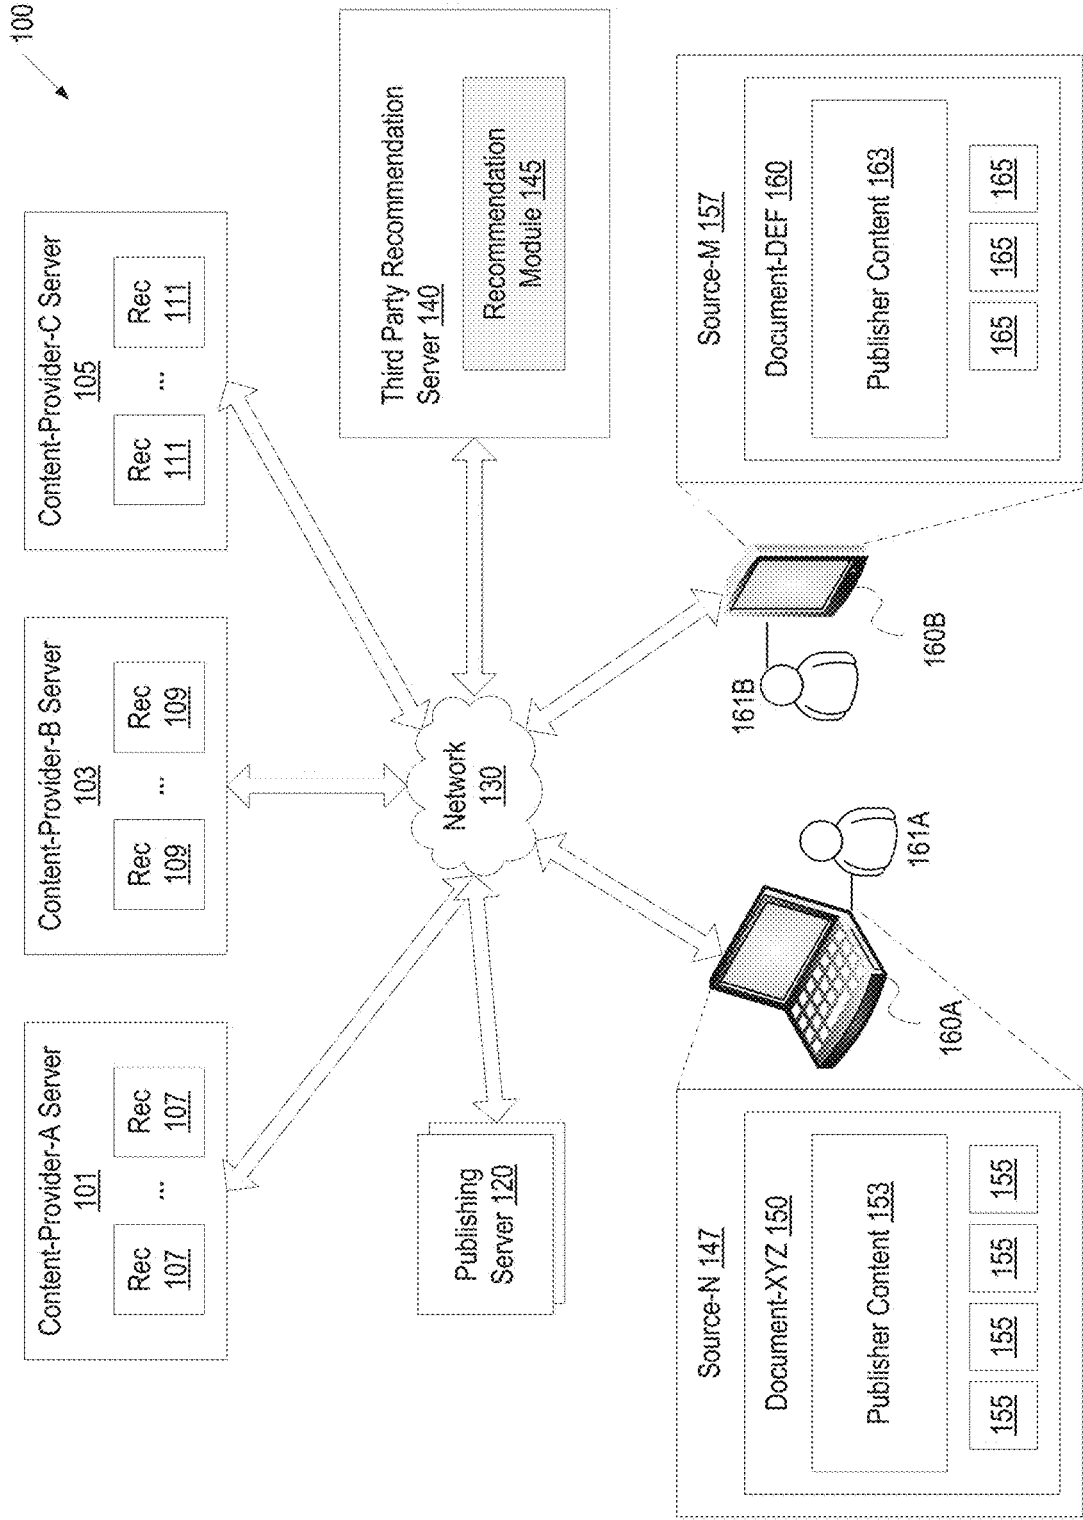 100
Content-Provider-A Server
101
Rec
107
...
Rec
107
Content-Provider-B Server
103
Rec
109
...
Rec
109
Content-Provider-C Server
105
Rec
111
...
Rec
111
Publishing
Server 120
Network
130
Third Party Recommendation
Server 140
Recommendation
Module 145
160A
161A
161B
160B
Source-N 147
Document-XYZ 150
Publisher Content 153
155
155
155
155
Source-M 157
Document-DEF 160
Publisher Content 163
165
165
165